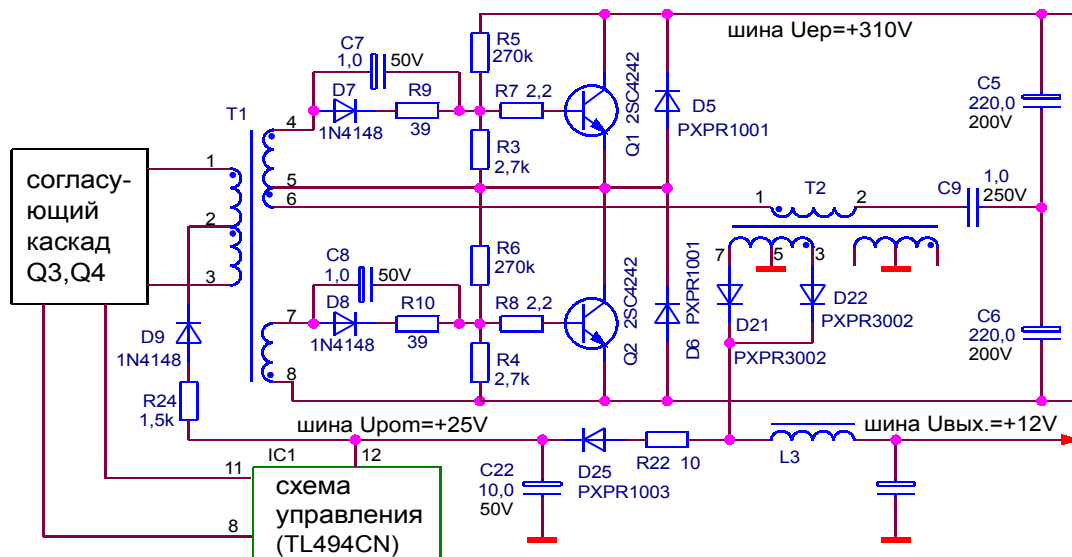 шина Uep=+310V
R5
270k
C7
1,0
50V
D7
1N4148
R9
39
R7 2,2
Q1 2SC4242
D5
PXPR1001
C5
220,0
200V
T1
4
5
6
R3
2,7k
1
2
3
согласу-
ющий
каскад
Q3,Q4
1
T2
2
C9
1,0
250V
7
5
3
R6
270k
C8
1,0
50V
D8
1N4148
R10
39
R8 2,2
Q2 2SC4242
D6 PXPR1001
D22
PXPR3002
D21
PXPR3002
C6
220,0
200V
7
8
R4
2,7k
D9
1N4148
R24
1,5k
шина Upom=+25V
шина Uвых.=+12V
IC1
12
11
8
схема
управления
(TL494CN)
C22
10,0
50V
D25
PXPR1003
R22 10
L3